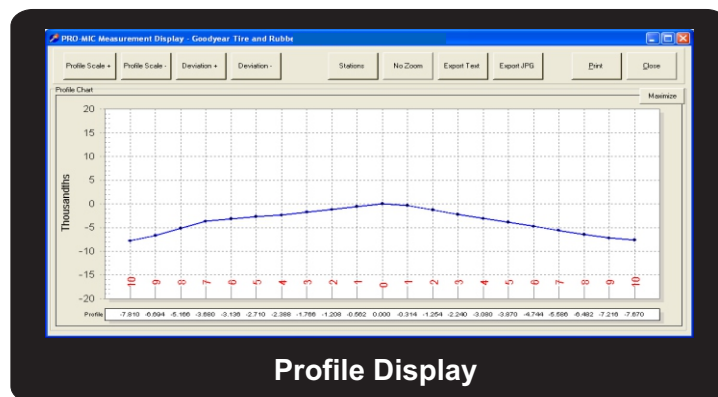 PRO-MIC Measurement Display - Goodyear Tire and Rubbe
Profile Scale + Profile Scale - Deviation + Deviation - Stations No Zoom Export Text Export JPG Print Close
Profile Chart
Maximize
Thousandths
20
15
10
5
0
-5
-10
-15
-20
10 9 8 7 6 5 4 3 2 1 0 1 2 3 4 5 6 7 8 9 10
Profile -7.810 -6.694 -5.166 -3.680 -3.136 -2.710 -2.388 -1.766 -1.208 -0.562 0.000 -0.314 -1.254 -2.240 -3.080 -3.870 -4.744 -5.586 -6.482 -7.216 -7.670
Profile Display